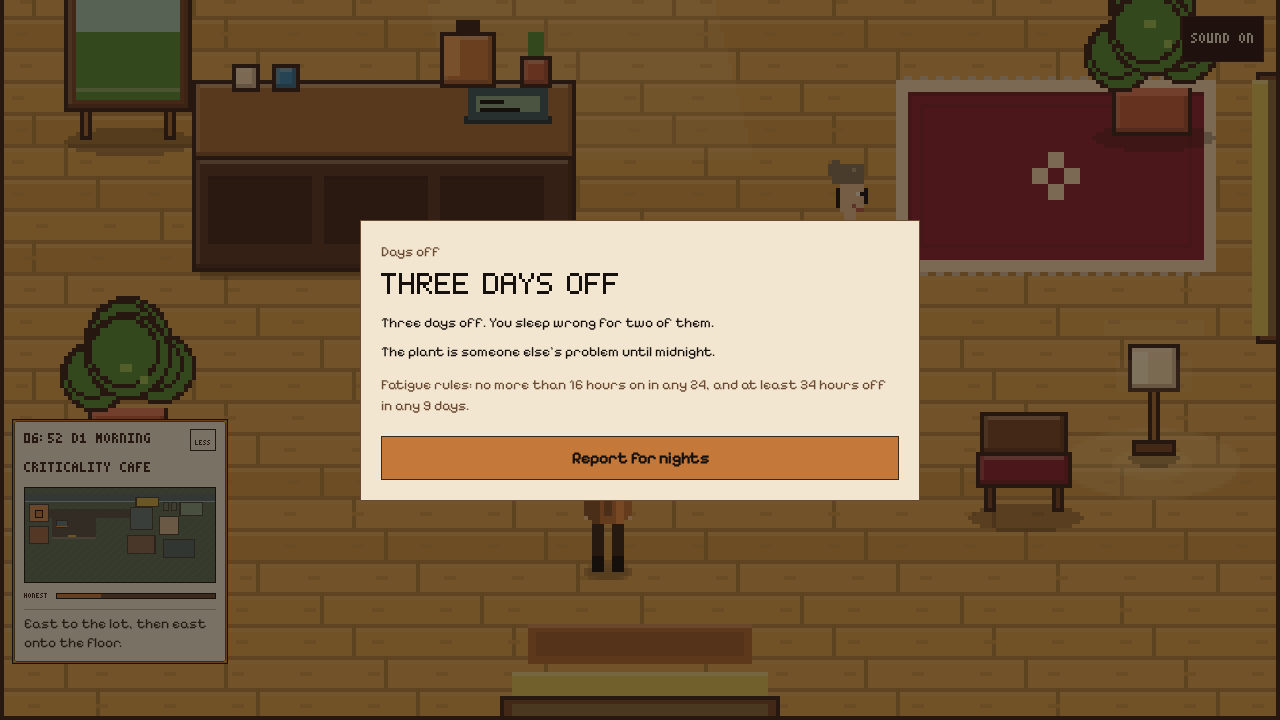 SOUND ON
Days off
THREE DAYS OFF
Three days off. You sleep wrong for two of them.
The plant is someone else's problem until midnight.
Fatigue rules: no more than 16 hours on in any 24, and at least 34 hours off
in any 9 days.
Report for nights
06:52 D1 MORNING
LESS
CRITICALITY CAFE
HONEST
East to the lot, then east
onto the floor.